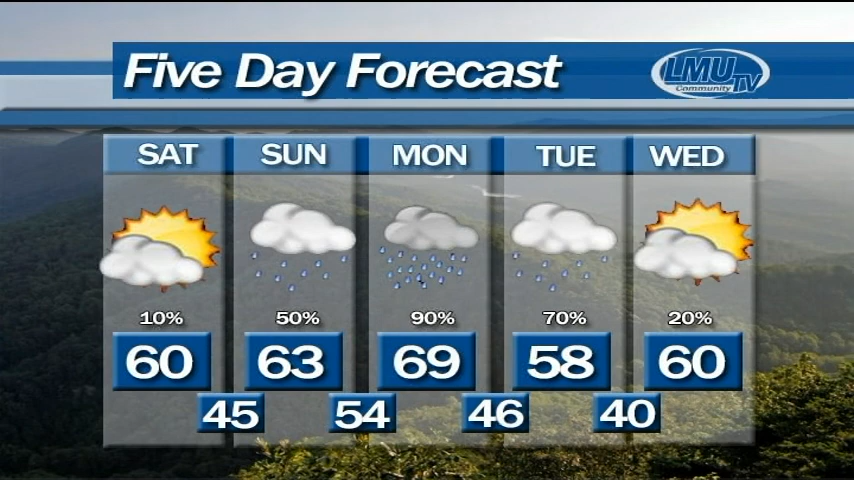 Five Day Forecast
LMU
Community TV
SAT SUN MON TUE WED
10% 50% 90% 70% 20%
60 63 69 58 60
45 54 46 40